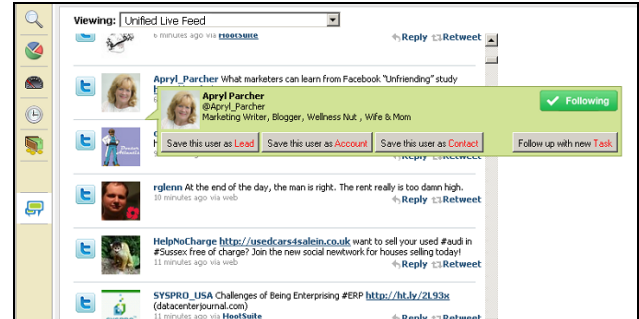 Viewing: Unified Live Feed
6 minutes ago via HootSuite
Reply Retweet
Apryl_Parcher What marketers can learn from Facebook "Unfriending" study
Apryl Parcher
@Apryl_Parcher
Marketing Writer, Blogger, Wellness Nut , Wife & Mom
Following
Save this user as Lead Save this user as Account Save this user as Contact Follow up with new Task
Reply Retweet
rglenn At the end of the day, the man is right. The rent really is too damn high.
10 minutes ago via web
Reply Retweet
HelpNoCharge http://usedcars4salein.co.uk want to sell your used #audi in
#Sussex free of charge? Join the new social newtwork for houses selling today!
11 minutes ago via web
Reply Retweet
SYSPRO_USA Challenges of Being Enterprising #ERP http://ht.ly/2L93x
(datacenterjournal.com)
11 minutes ago via HootSuite
Reply Retweet